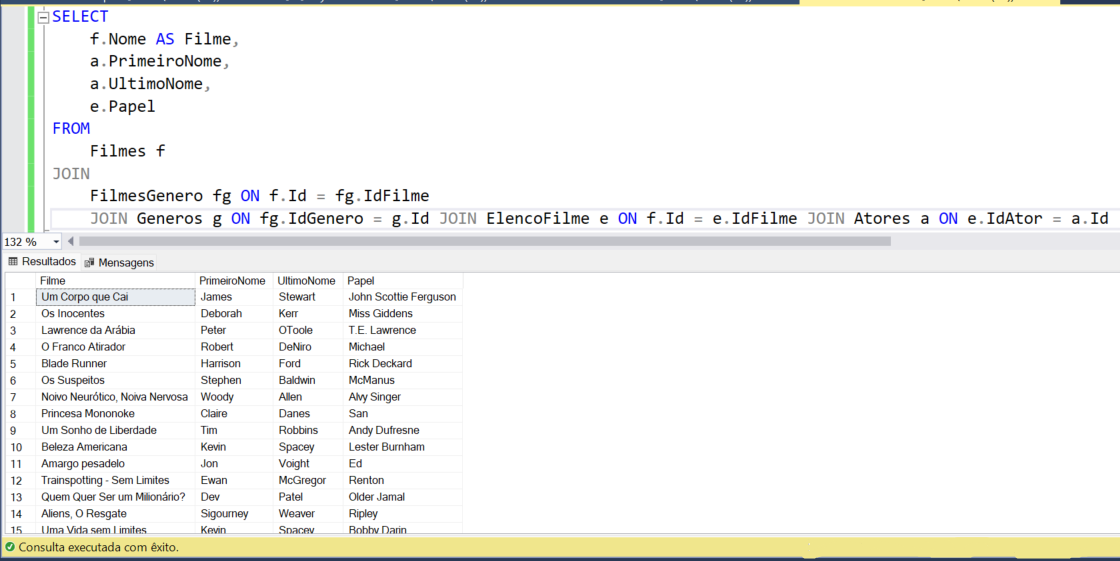 SELECT
f.Nome AS Filme,
a.PrimeiroNome,
a.UltimoNome,
e.Papel
FROM
Filmes f
JOIN
FilmesGenero fg ON f.Id = fg.IdFilme
JOIN Generos g ON fg.IdGenero = g.Id JOIN ElencoFilme e ON f.Id = e.IdFilme JOIN Atores a ON e.IdAtor = a.Id
132 %
Resultados Mensagens
Filme PrimeiroNome UltimoNome Papel
1 Um Corpo que Cai James Stewart John Scottie Ferguson
2 Os Inocentes Deborah Kerr Miss Giddens
3 Lawrence da Arábia Peter OToole T.E. Lawrence
4 O Franco Atirador Robert DeNiro Michael
5 Blade Runner Harrison Ford Rick Deckard
6 Os Suspeitos Stephen Baldwin McManus
7 Noivo Neurótico, Noiva Nervosa Woody Allen Alvy Singer
8 Princesa Mononoke Claire Danes San
9 Um Sonho de Liberdade Tim Robbins Andy Dufresne
10 Beleza Americana Kevin Spacey Lester Burnham
11 Amargo pesadelo Jon Voight Ed
12 Trainspotting - Sem Limites Ewan McGregor Renton
13 Quem Quer Ser um Milionário? Dev Patel Older Jamal
14 Aliens, O Resgate Sigourney Weaver Ripley
15 Uma Vida sem Limites Kevin Spacey Bobby Darin
Consulta executada com êxito.